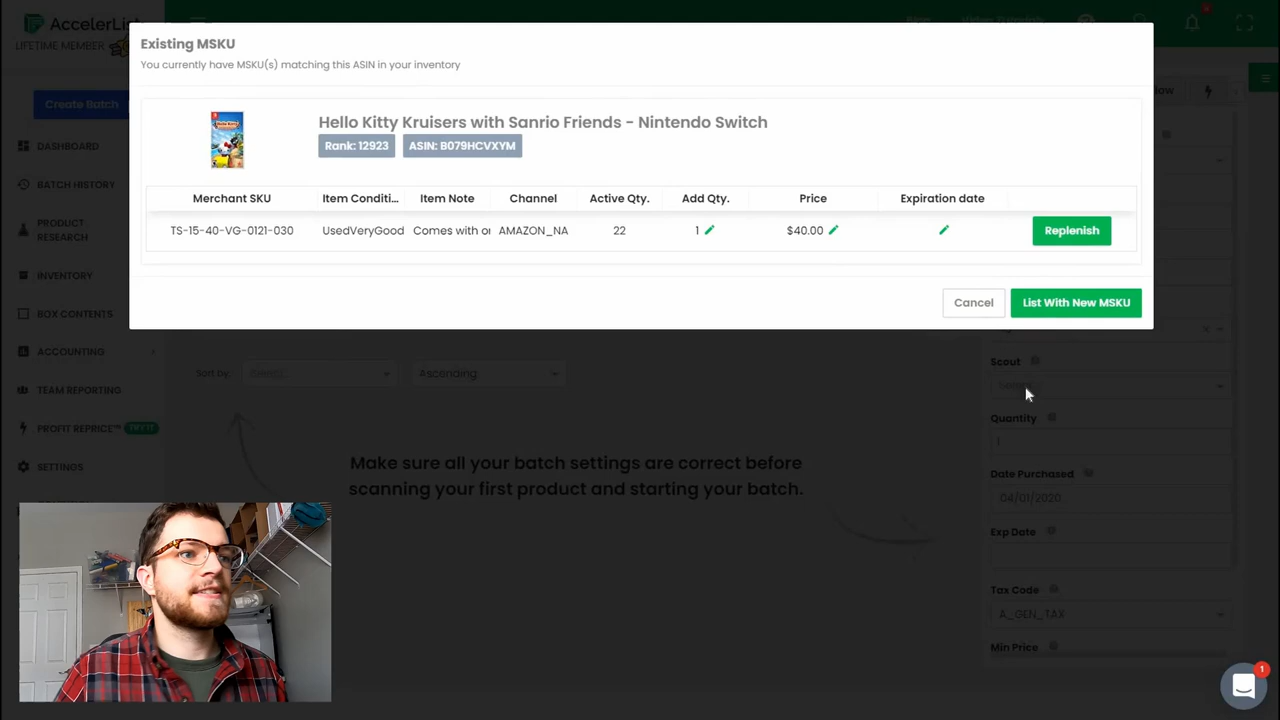 AccelerList
LIFETIME MEMBER
Existing MSKU
You currently have MSKU(s) matching this ASIN in your inventory
Hello Kitty Kruisers with Sanrio Friends - Nintendo Switch
Rank: 12923 ASIN: B079HCVXYM
Merchant SKU Item Conditi... Item Note Channel Active Qty. Add Qty. Price Expiration date
TS-15-40-VG-0121-030 UsedVeryGood Comes with or AMAZON_NA 22 1 $40.00 Replenish
Cancel List With New MSKU
Create Batch
DASHBOARD
BATCH HISTORY
PRODUCT
RESEARCH
INVENTORY
BOX CONTENTS
ACCOUNTING
TEAM REPORTING
PROFIT REPRICE™ TRY IT
SETTINGS
Sort by: Ascending
Make sure all your batch settings are correct before
scanning your first product and starting your batch.
Scout
Quantity
1
Date Purchased
04/01/2020
Exp Date
Tax Code
A_GEN_TAX
Min Price
1